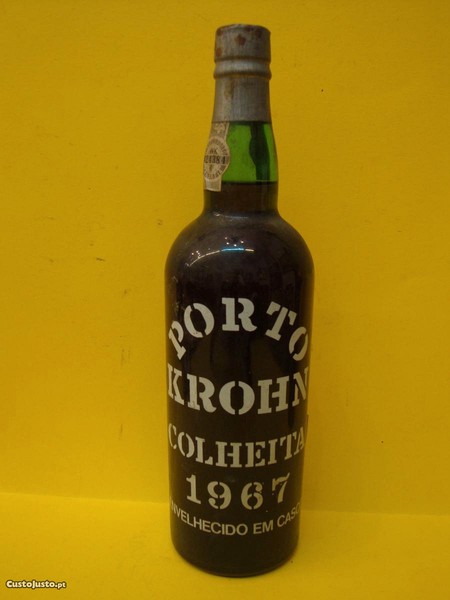 PORTO
KROHN
COLHEITA
1967
ENVELHECIDO EM CASCO
CustoJusto.pt